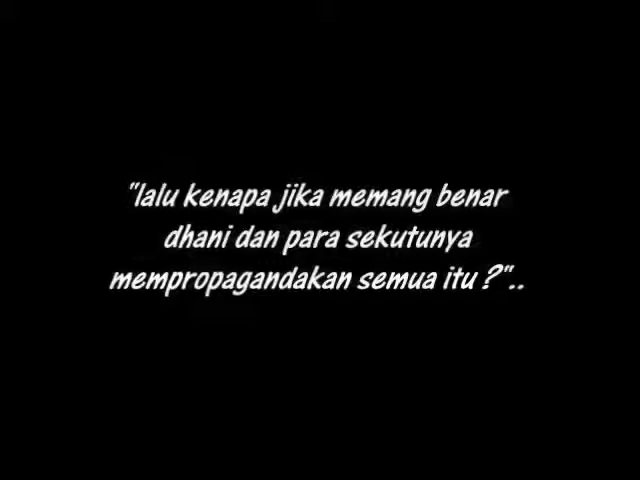 "lalu kenapa jika memang benar
dhani dan para sekutunya
mempropagandakan semua itu ?"..